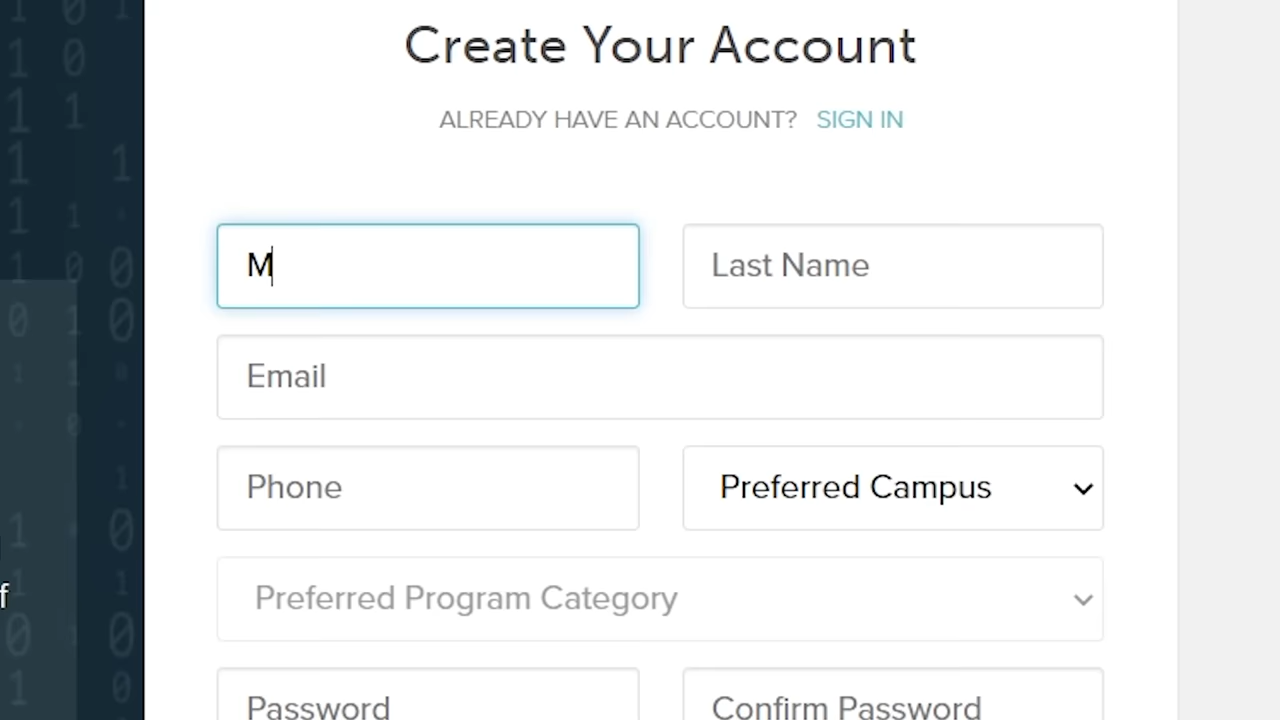 Create Your Account
ALREADY HAVE AN ACCOUNT? SIGN IN
M
Last Name
Email
Phone
Preferred Campus
Preferred Program Category
f
Password
Confirm Password